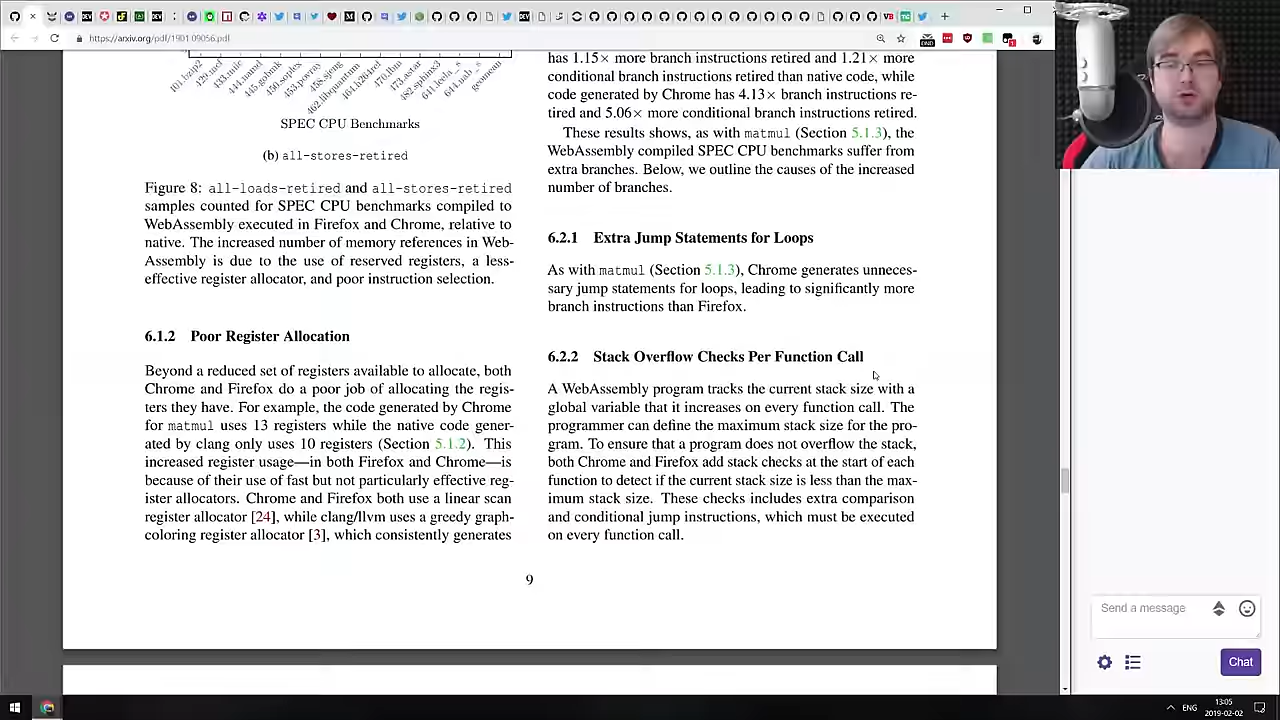 https://arxiv.org/pdf/1901.09056.pdf
SPEC CPU Benchmarks
(b) all-stores-retired
Figure 8: all-loads-retired and all-stores-retired
samples counted for SPEC CPU benchmarks compiled to
WebAssembly executed in Firefox and Chrome, relative to
native. The increased number of memory references in Web-
Assembly is due to the use of reserved registers, a less-
effective register allocator, and poor instruction selection.
6.1.2 Poor Register Allocation
Beyond a reduced set of registers available to allocate, both
Chrome and Firefox do a poor job of allocating the regis-
ters they have. For example, the code generated by Chrome
for matmul uses 13 registers while the native code gener-
ated by clang only uses 10 registers (Section 5.1.2). This
increased register usage—in both Firefox and Chrome—is
because of their use of fast but not particularly effective reg-
ister allocators. Chrome and Firefox both use a linear scan
register allocator [24], while clang/llvm uses a greedy graph-
coloring register allocator [3], which consistently generates
has 1.15× more branch instructions retired and 1.21× more
conditional branch instructions retired than native code, while
code generated by Chrome has 4.13× branch instructions re-
tired and 5.06× more conditional branch instructions retired.
These results shows, as with matmul (Section 5.1.3), the
WebAssembly compiled SPEC CPU benchmarks suffer from
extra branches. Below, we outline the causes of the increased
number of branches.
6.2.1 Extra Jump Statements for Loops
As with matmul (Section 5.1.3), Chrome generates unneces-
sary jump statements for loops, leading to significantly more
branch instructions than Firefox.
6.2.2 Stack Overflow Checks Per Function Call
A WebAssembly program tracks the current stack size with a
global variable that it increases on every function call. The
programmer can define the maximum stack size for the pro-
gram. To ensure that a program does not overflow the stack,
both Chrome and Firefox add stack checks at the start of each
function to detect if the current stack size is less than the max-
imum stack size. These checks includes extra comparison
and conditional jump instructions, which must be executed
on every function call.
9
Send a message
Chat
ENG
13:05
2019-02-02